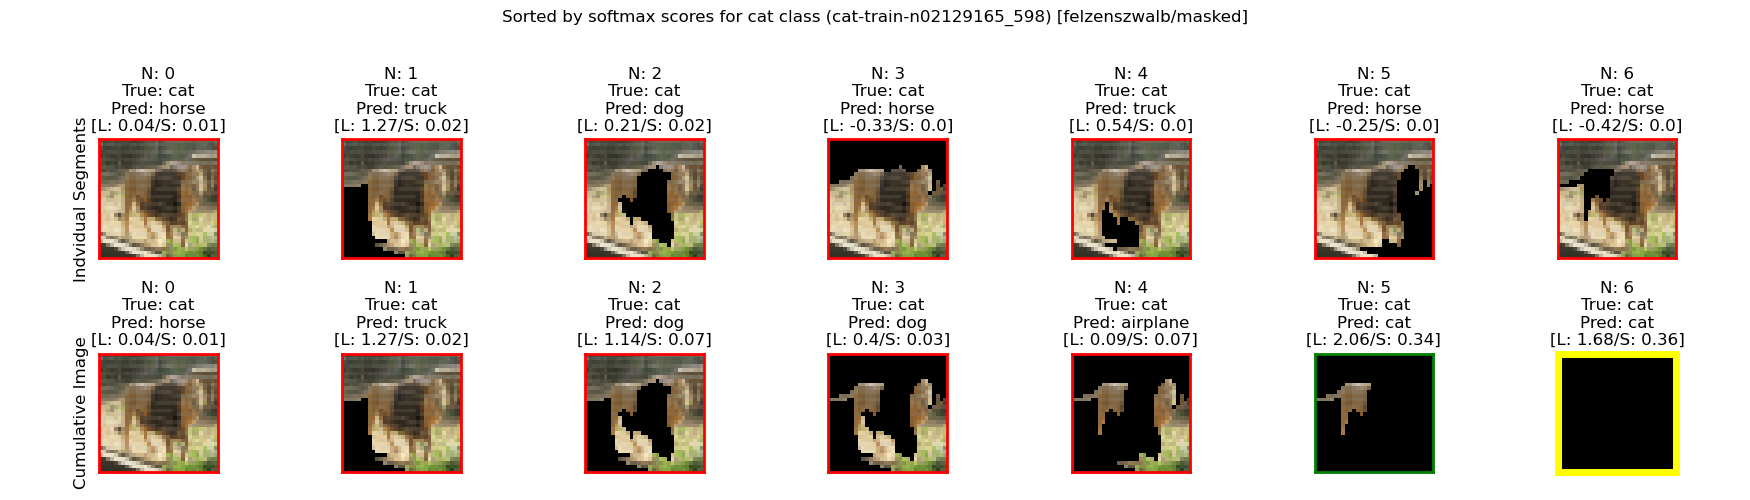 Sorted by softmax scores for cat class (cat-train-n02129165_598) [felzenszwalb/masked]
Indvidual Segments
N: 0
True: cat
Pred: horse
[L: 0.04/S: 0.01]
N: 1
True: cat
Pred: truck
[L: 1.27/S: 0.02]
N: 2
True: cat
Pred: dog
[L: 0.21/S: 0.02]
N: 3
True: cat
Pred: horse
[L: -0.33/S: 0.0]
N: 4
True: cat
Pred: truck
[L: 0.54/S: 0.0]
N: 5
True: cat
Pred: horse
[L: -0.25/S: 0.0]
N: 6
True: cat
Pred: horse
[L: -0.42/S: 0.0]
Cumulative Image
N: 0
True: cat
Pred: horse
[L: 0.04/S: 0.01]
N: 1
True: cat
Pred: truck
[L: 1.27/S: 0.02]
N: 2
True: cat
Pred: dog
[L: 1.14/S: 0.07]
N: 3
True: cat
Pred: dog
[L: 0.4/S: 0.03]
N: 4
True: cat
Pred: airplane
[L: 0.09/S: 0.07]
N: 5
True: cat
Pred: cat
[L: 2.06/S: 0.34]
N: 6
True: cat
Pred: cat
[L: 1.68/S: 0.36]